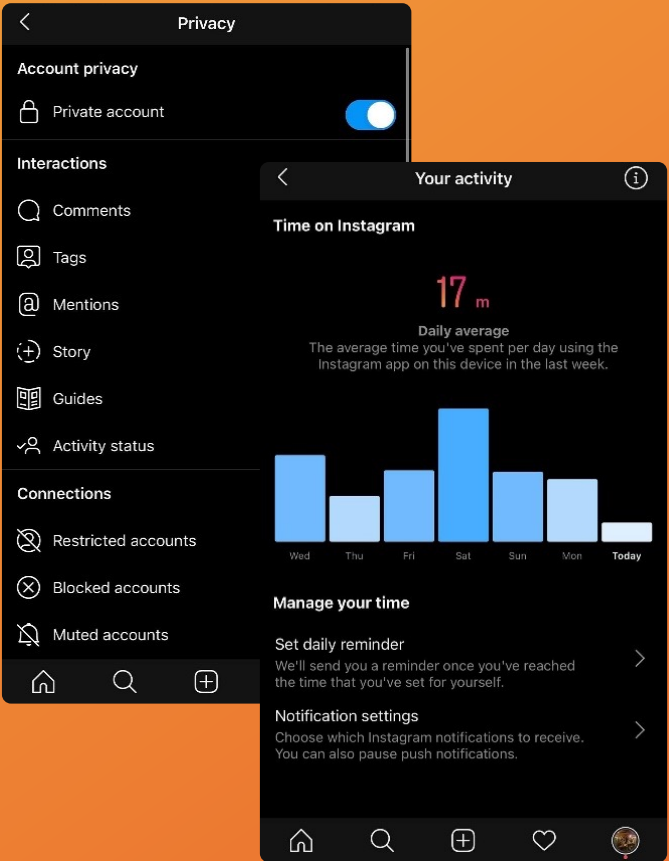 Privacy
Account privacy
Private account
Interactions
Comments
Tags
Mentions
Story
Guides
Activity status
Connections
Restricted accounts
Blocked accounts
Muted accounts
Your activity
Time on Instagram
17 m
Daily average
The average time you've spent per day using the
Instagram app on this device in the last week.
Wed Thu Fri Sat Sun Mon Today
Manage your time
Set daily reminder
We'll send you a reminder once you've reached
the time that you've set for yourself.
Notification settings
Choose which Instagram notifications to receive.
You can also pause push notifications.